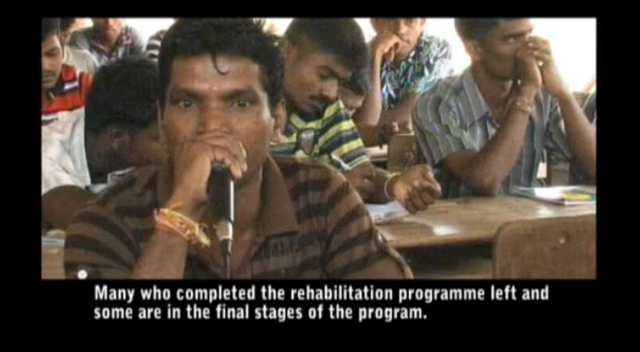 Many who completed the rehabilitation programme left and
some are in the final stages of the program.